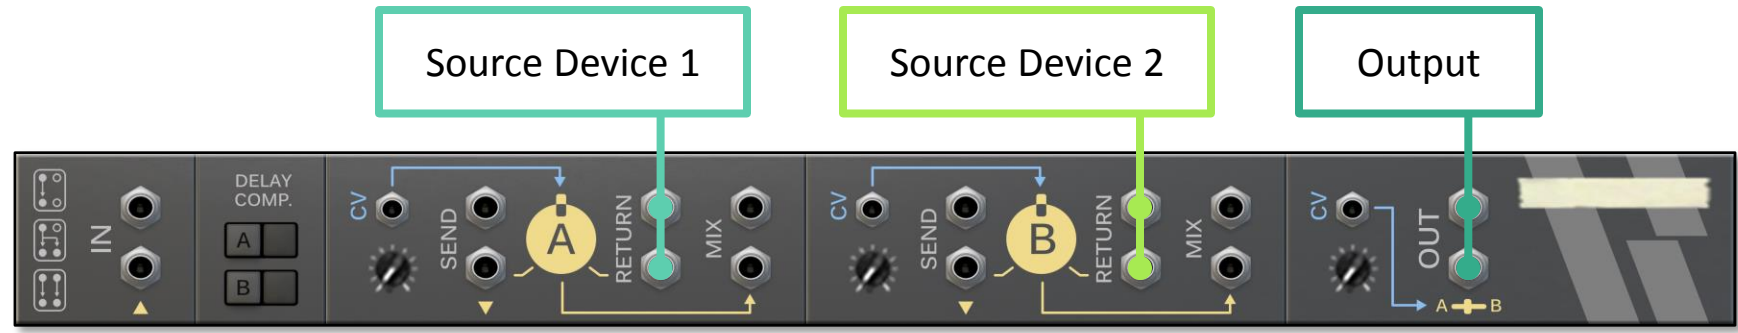 Source Device 1
Source Device 2
Output
IN
DELAY
COMP.
A
B
CV
SEND
A
RETURN
MIX
CV
SEND
B
RETURN
MIX
CV
OUT
A
B